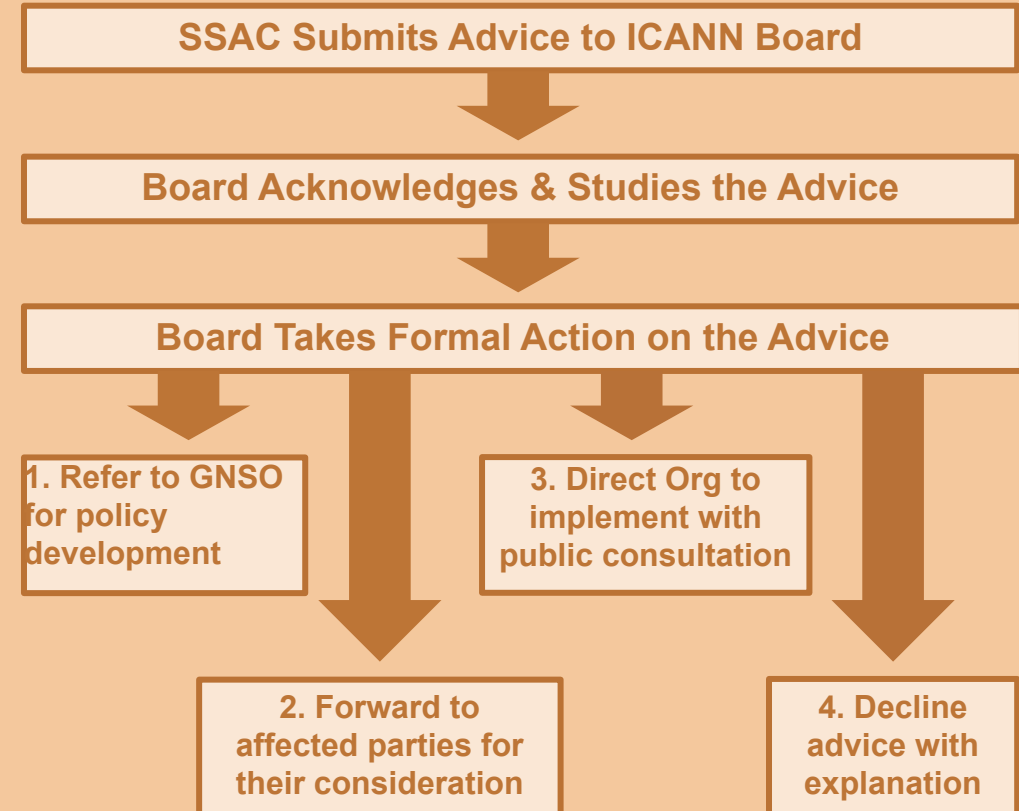 SSAC Submits Advice to ICANN Board
Board Acknowledges & Studies the Advice
Board Takes Formal Action on the Advice
1. Refer to GNSO
for policy
development
2. Forward to
affected parties for
their consideration
3. Direct Org to
implement with
public consultation
4. Decline
advice with
explanation